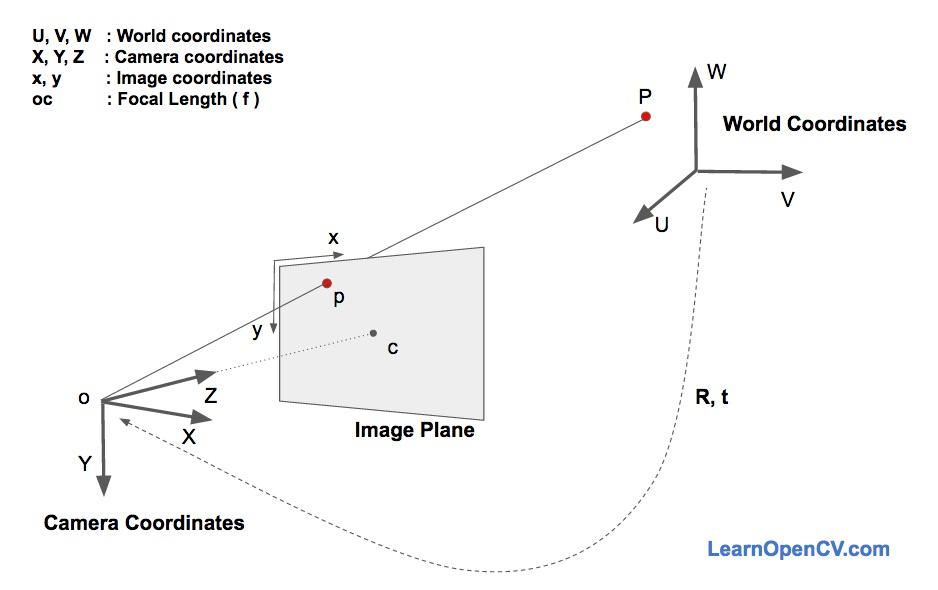 U, V, W : World coordinates
X, Y, Z : Camera coordinates
x, y : Image coordinates
oc : Focal Length ( f )
W
P
World Coordinates
V
U
x
p
y
c
o
Z
X
R, t
Image Plane
Y
Camera Coordinates
LearnOpenCV.com